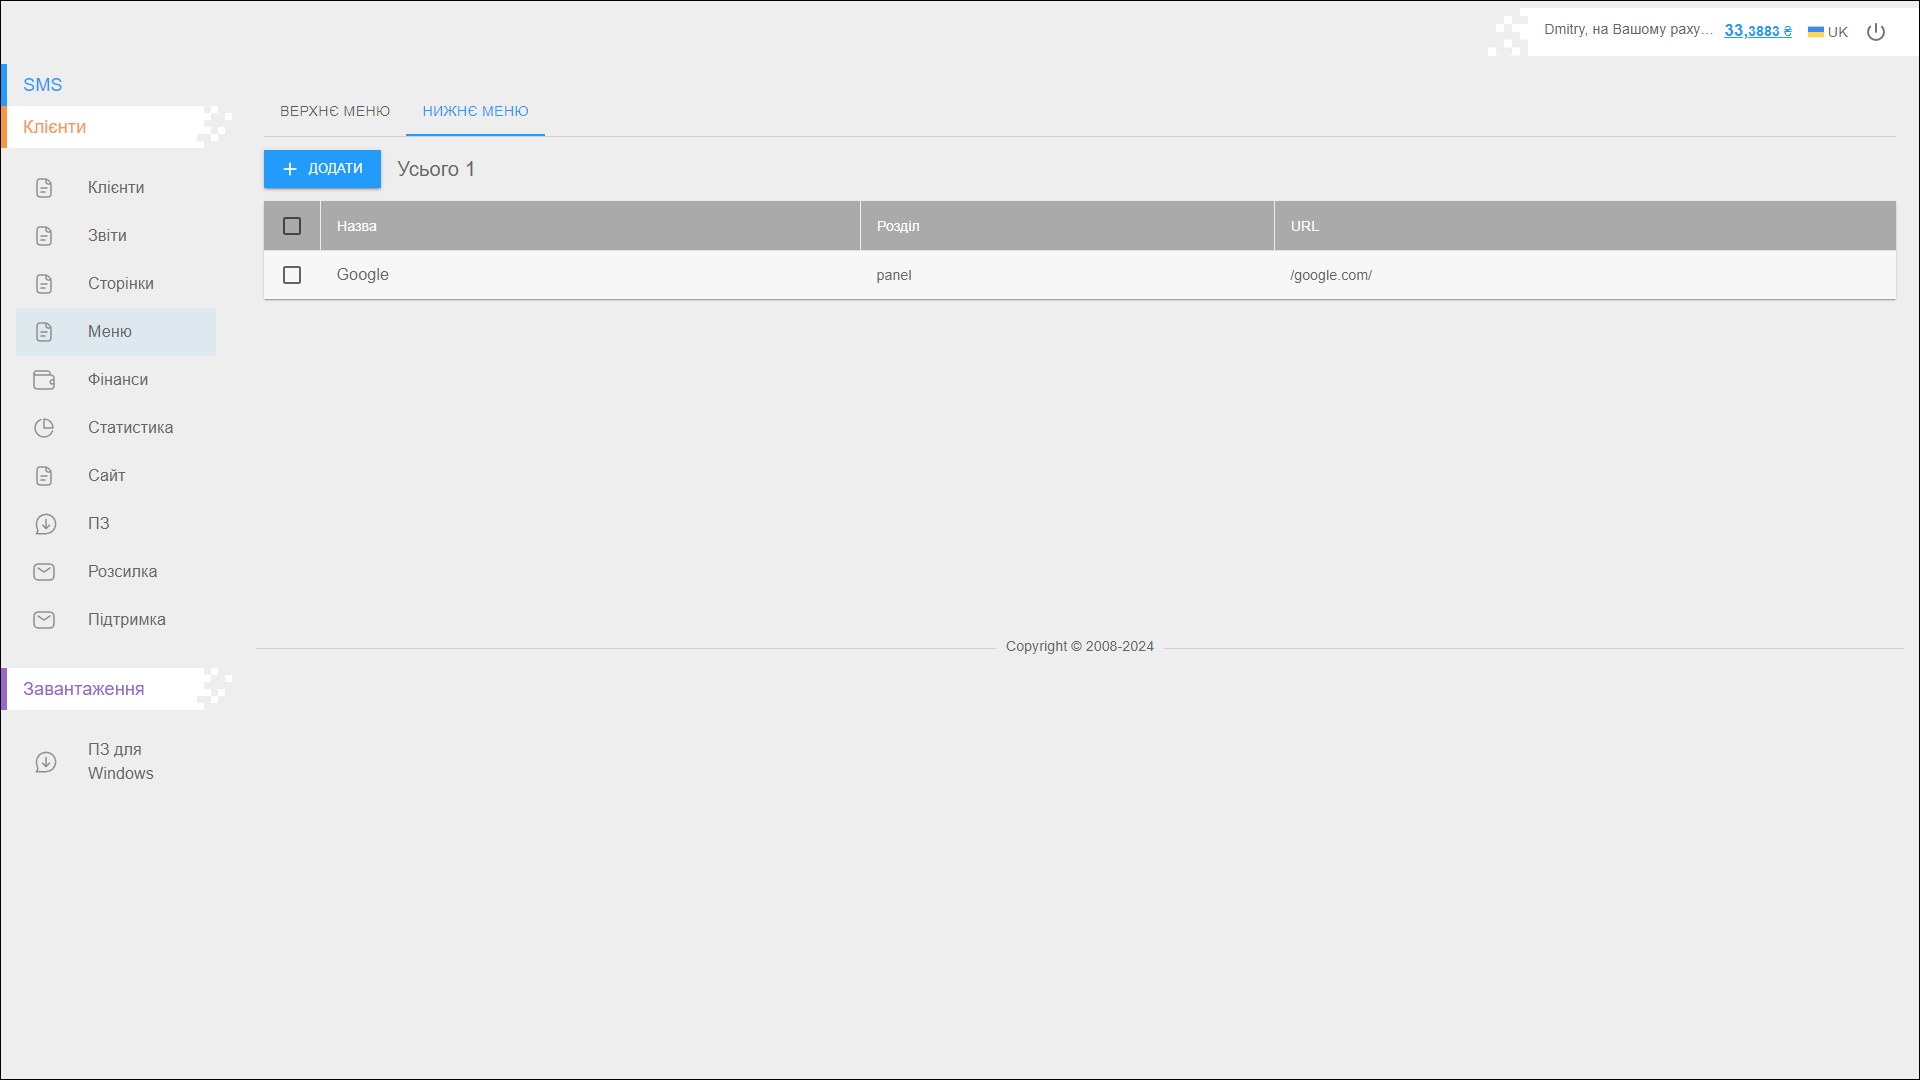 Dmitry, на Вашому раху... 33,3883 ₴ UK
SMS
Клієнти
Клієнти
Звіти
Сторінки
Меню
Фінанси
Статистика
Сайт
ПЗ
Розсилка
Підтримка
Завантаження
ПЗ для
Windows
ВЕРХНЄ МЕНЮ НИЖНЄ МЕНЮ
ДОДАТИ Усього 1
Назва Розділ URL
Google panel /google.com/
Copyright © 2008-2024